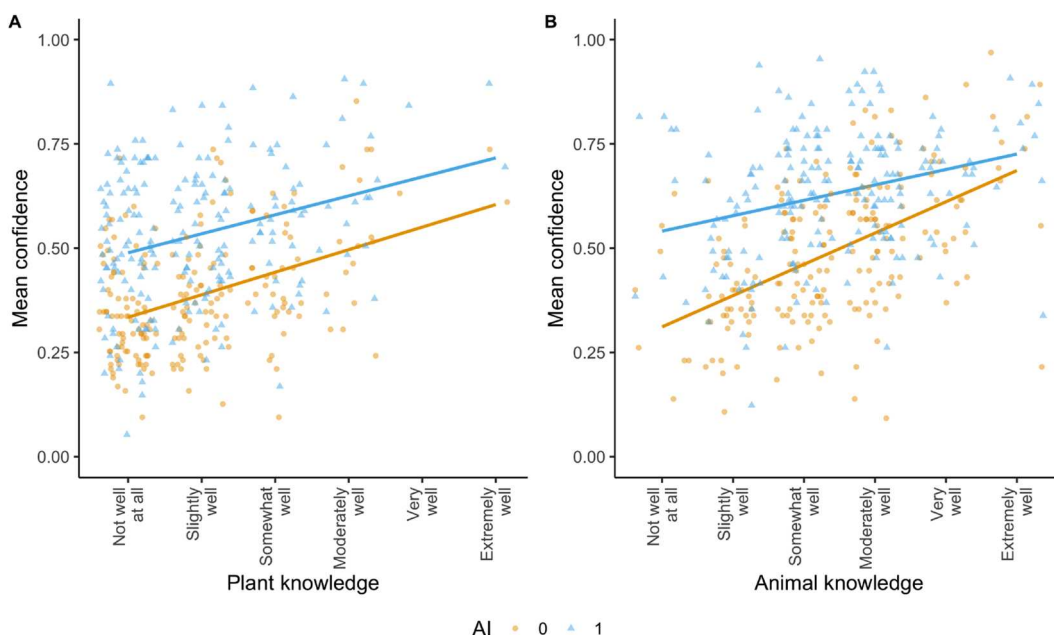 A
B
1.00
0.75
0.50
0.25
0.00
Mean confidence
Not well
at all
Slightly
well
Somewhat
well
Moderately
well
Very
well
Extremely
well
Plant knowledge
1.00
0.75
0.50
0.25
0.00
Mean confidence
Not well
at all
Slightly
well
Somewhat
well
Moderately
well
Very
well
Extremely
well
Animal knowledge
AI 0 1